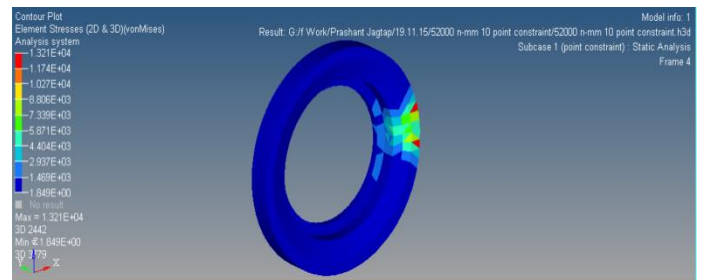 Contour Plot
Element Stresses (2D & 3D)(vonMises)
Analysis system
1.321E+04
1.174E+04
1.027E+04
8.806E+03
7.339E+03
5.871E+03
4.404E+03
2.937E+03
1.469E+03
1.849E+00
No result
Max = 1.321E+04
3D 2442
Min = 1.849E+00
3D
Z
Y
X
Model info: 1
Result: G:/f Work/Prashant Jagtap/19.11.15/52000 n-mm 10 point constraint/52000 n-mm 10 point constraint.h3d
Subcase 1 (point constraint) : Static Analysis
Frame 4